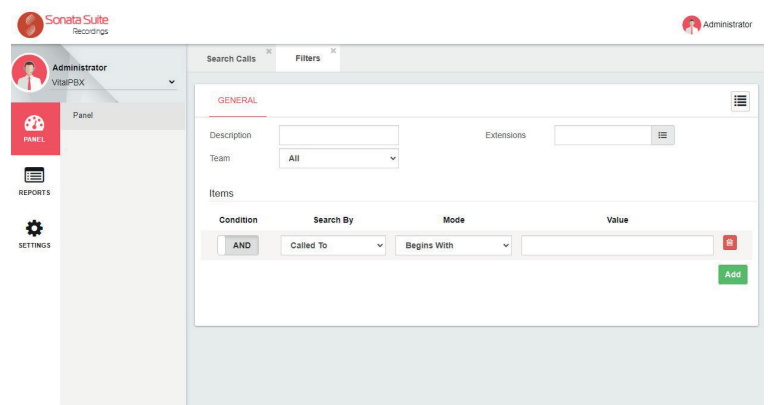 Sonata Suite
Recordings
Administrator
Administrator
VitalPBX
Search Calls
Filters
PANEL
Panel
REPORTS
SETTINGS
GENERAL
Description
Extensions
Team
All
Items
Condition
Search By
Mode
Value
AND
Called To
Begins With
Add